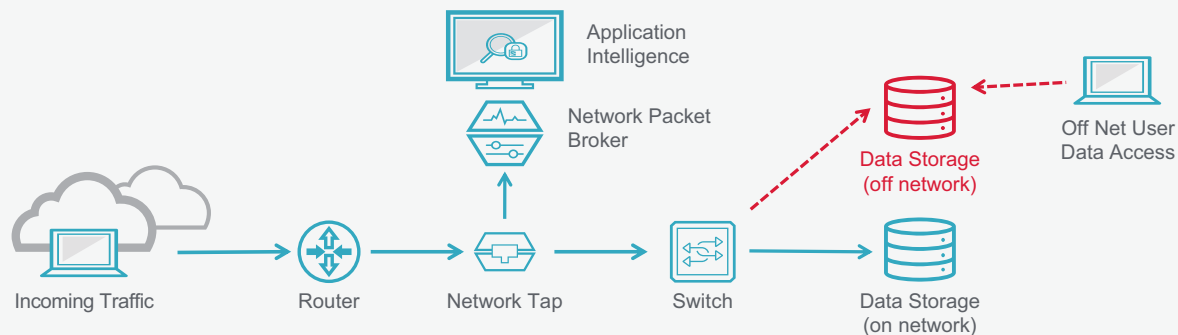 Application
Intelligence
Network Packet
Broker
Off Net User
Data Access
Data Storage
(off network)
Incoming Traffic
Router
Network Tap
Switch
Data Storage
(on network)